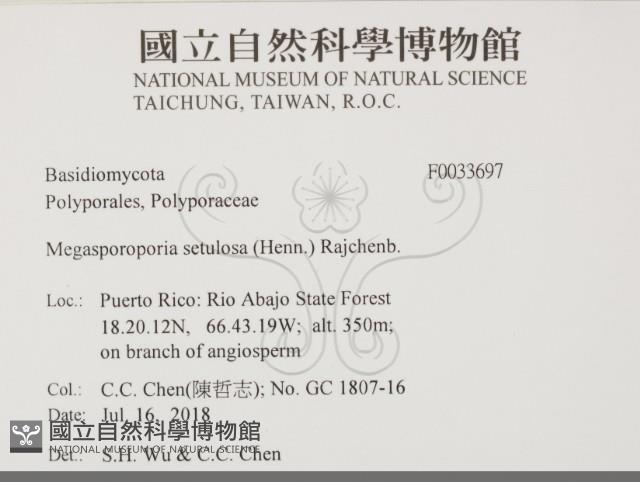 國立自然科學博物館
NATIONAL MUSEUM OF NATURAL SCIENCE
TAICHUNG, TAIWAN, R.O.C.
Basidiomycota F0033697
Polyporales, Polyporaceae
Megasporoporia setulosa (Henn.) Rajchenb.
Loc.: Puerto Rico: Rio Abajo State Forest
18.20.12N, 66.43.19W; alt. 350m;
on branch of angiosperm
Col.: C.C. Chen(陳哲志); No. GC 1807-16
Date: Jul. 16, 2018
國立自然科學博物館
NATIONAL MUSEUM OF NATURAL SCIENCE
Det.: S.H. Wu & C.C. Chen